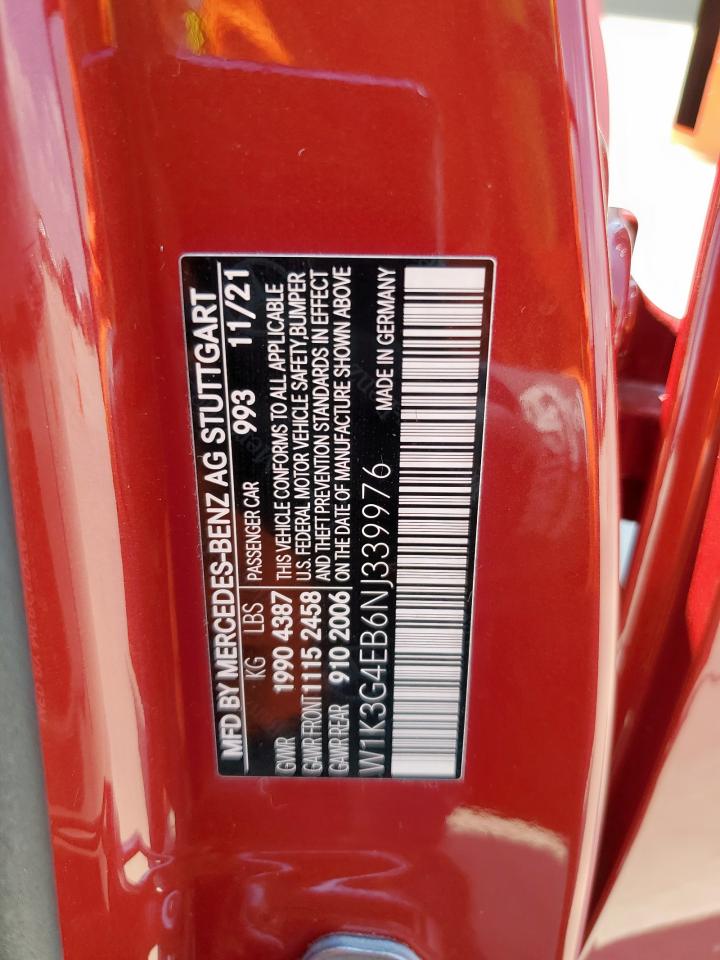 MFD BY MERCEDES-BENZ AG STUTTGART
KG LBS PASSENGER CAR 993 11/21
GVWR 1990 4387 THIS VEHICLE CONFORMS TO ALL APPLICABLE
GAWR-FRONT 1115 2458 U.S. FEDERAL MOTOR VEHICLE SAFETY, BUMPER
GAWR-REAR 910 2006 AND THEFT PREVENTION STANDARDS IN EFFECT
ON THE DATE OF MANUFACTURE SHOWN ABOVE
W1K3G4EB6NJ339976 MADE IN GERMANY